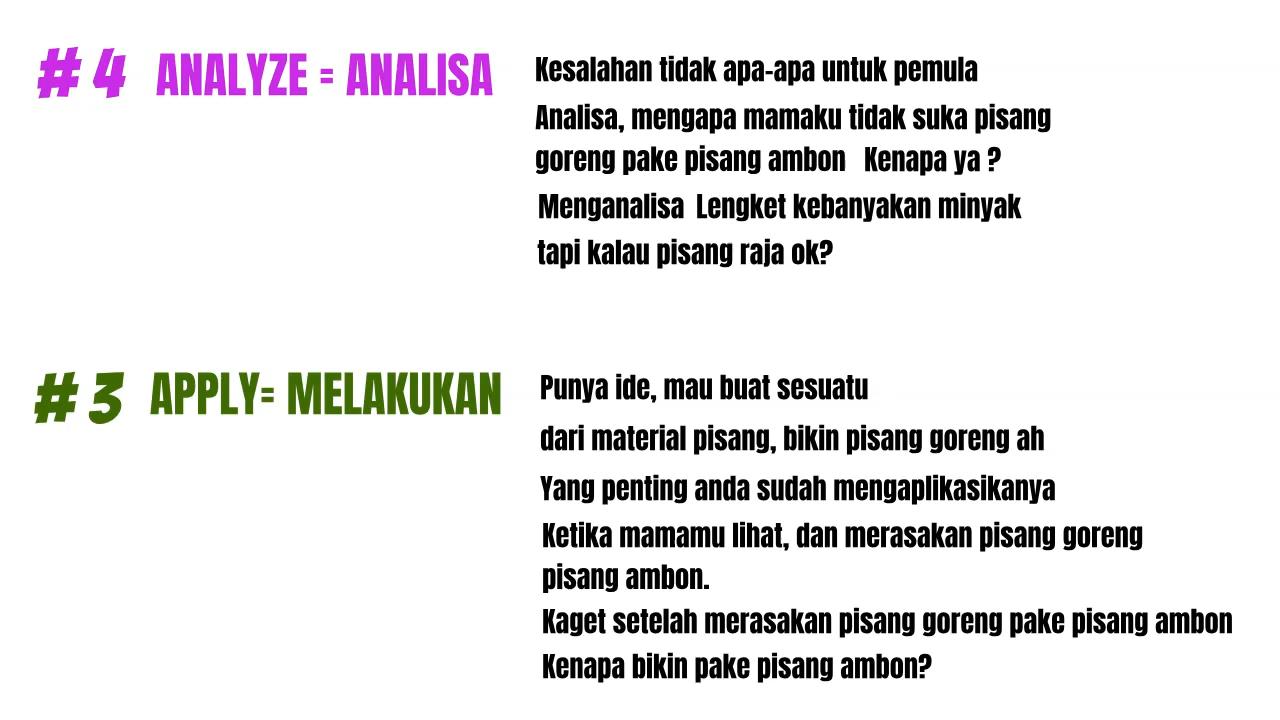 #4 ANALYZE = ANALISA
Kesalahan tidak apa-apa untuk pemula
Analisa, mengapa mamaku tidak suka pisang
goreng pake pisang ambon Kenapa ya ?
Menganalisa Lengket kebanyakan minyak
tapi kalau pisang raja ok?
#3 APPLY= MELAKUKAN
Punya ide, mau buat sesuatu
dari material pisang, bikin pisang goreng ah
Yang penting anda sudah mengaplikasikanya
Ketika mamamu lihat, dan merasakan pisang goreng
pisang ambon.
Kaget setelah merasakan pisang goreng pake pisang ambon
Kenapa bikin pake pisang ambon?